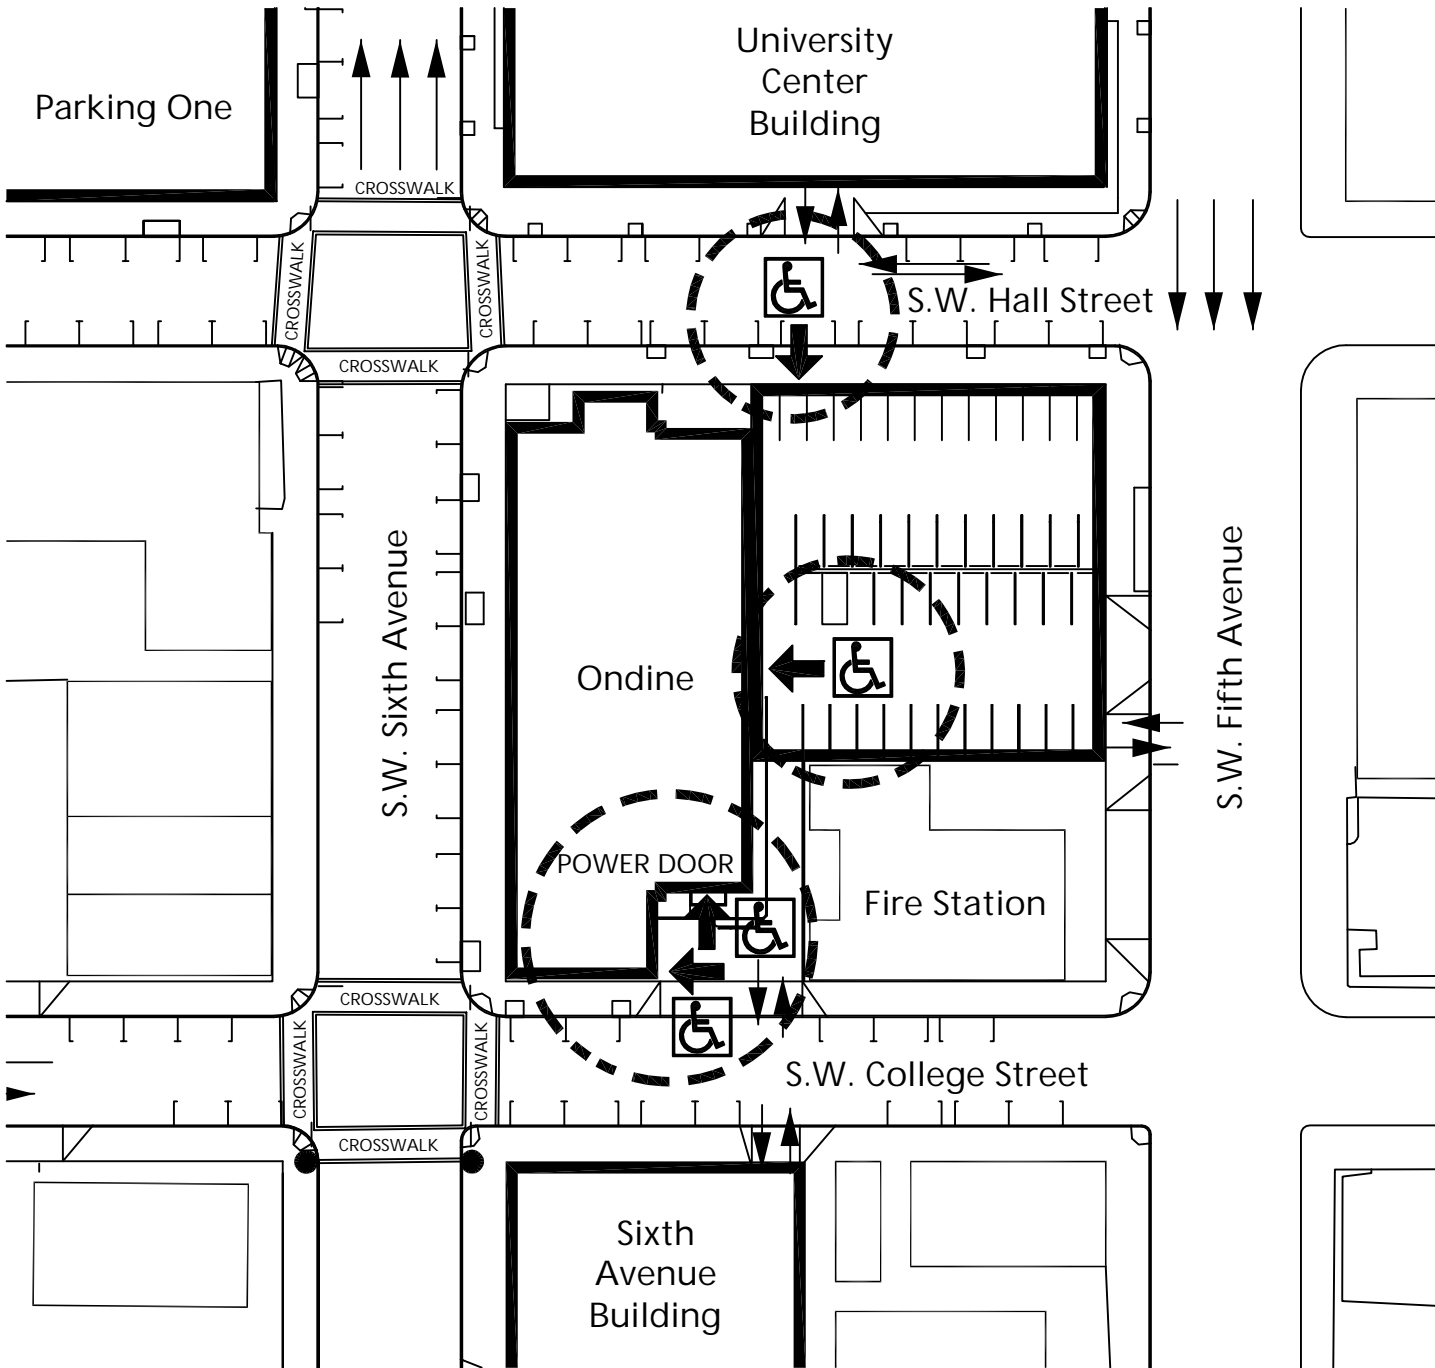 University
Center
Building
Parking One
CROSSWALK
CROSSWALK
CROSSWALK
S.W. Hall Street
CROSSWALK
S.W. Sixth Avenue
S.W. Fifth Avenue
Ondine
POWER DOOR
Fire Station
CROSSWALK
CROSSWALK
CROSSWALK
S.W. College Street
CROSSWALK
Sixth
Avenue
Building